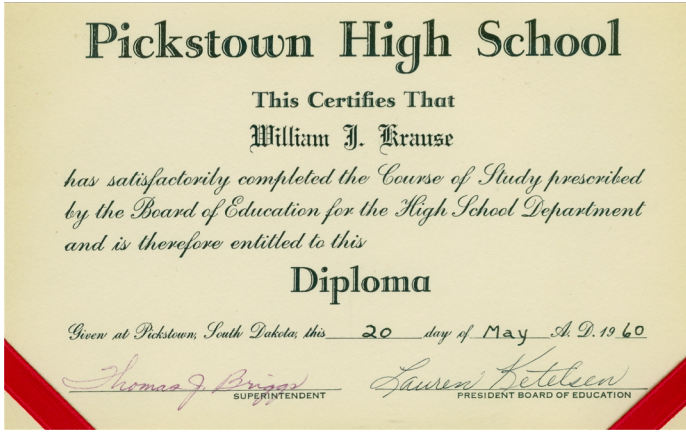 Pickstown High School
This Certifies That
William J. Krause
has satisfactorily completed the Course of Study prescribed
by the Board of Education for the High School Department
and is therefore entitled to this
Diploma
Given at Pickstown, South Dakota, this 20 day of May A. D. 1960
Thomas J. Briggs Lauren Ketelsen
SUPERINTENDENT PRESIDENT BOARD OF EDUCATION